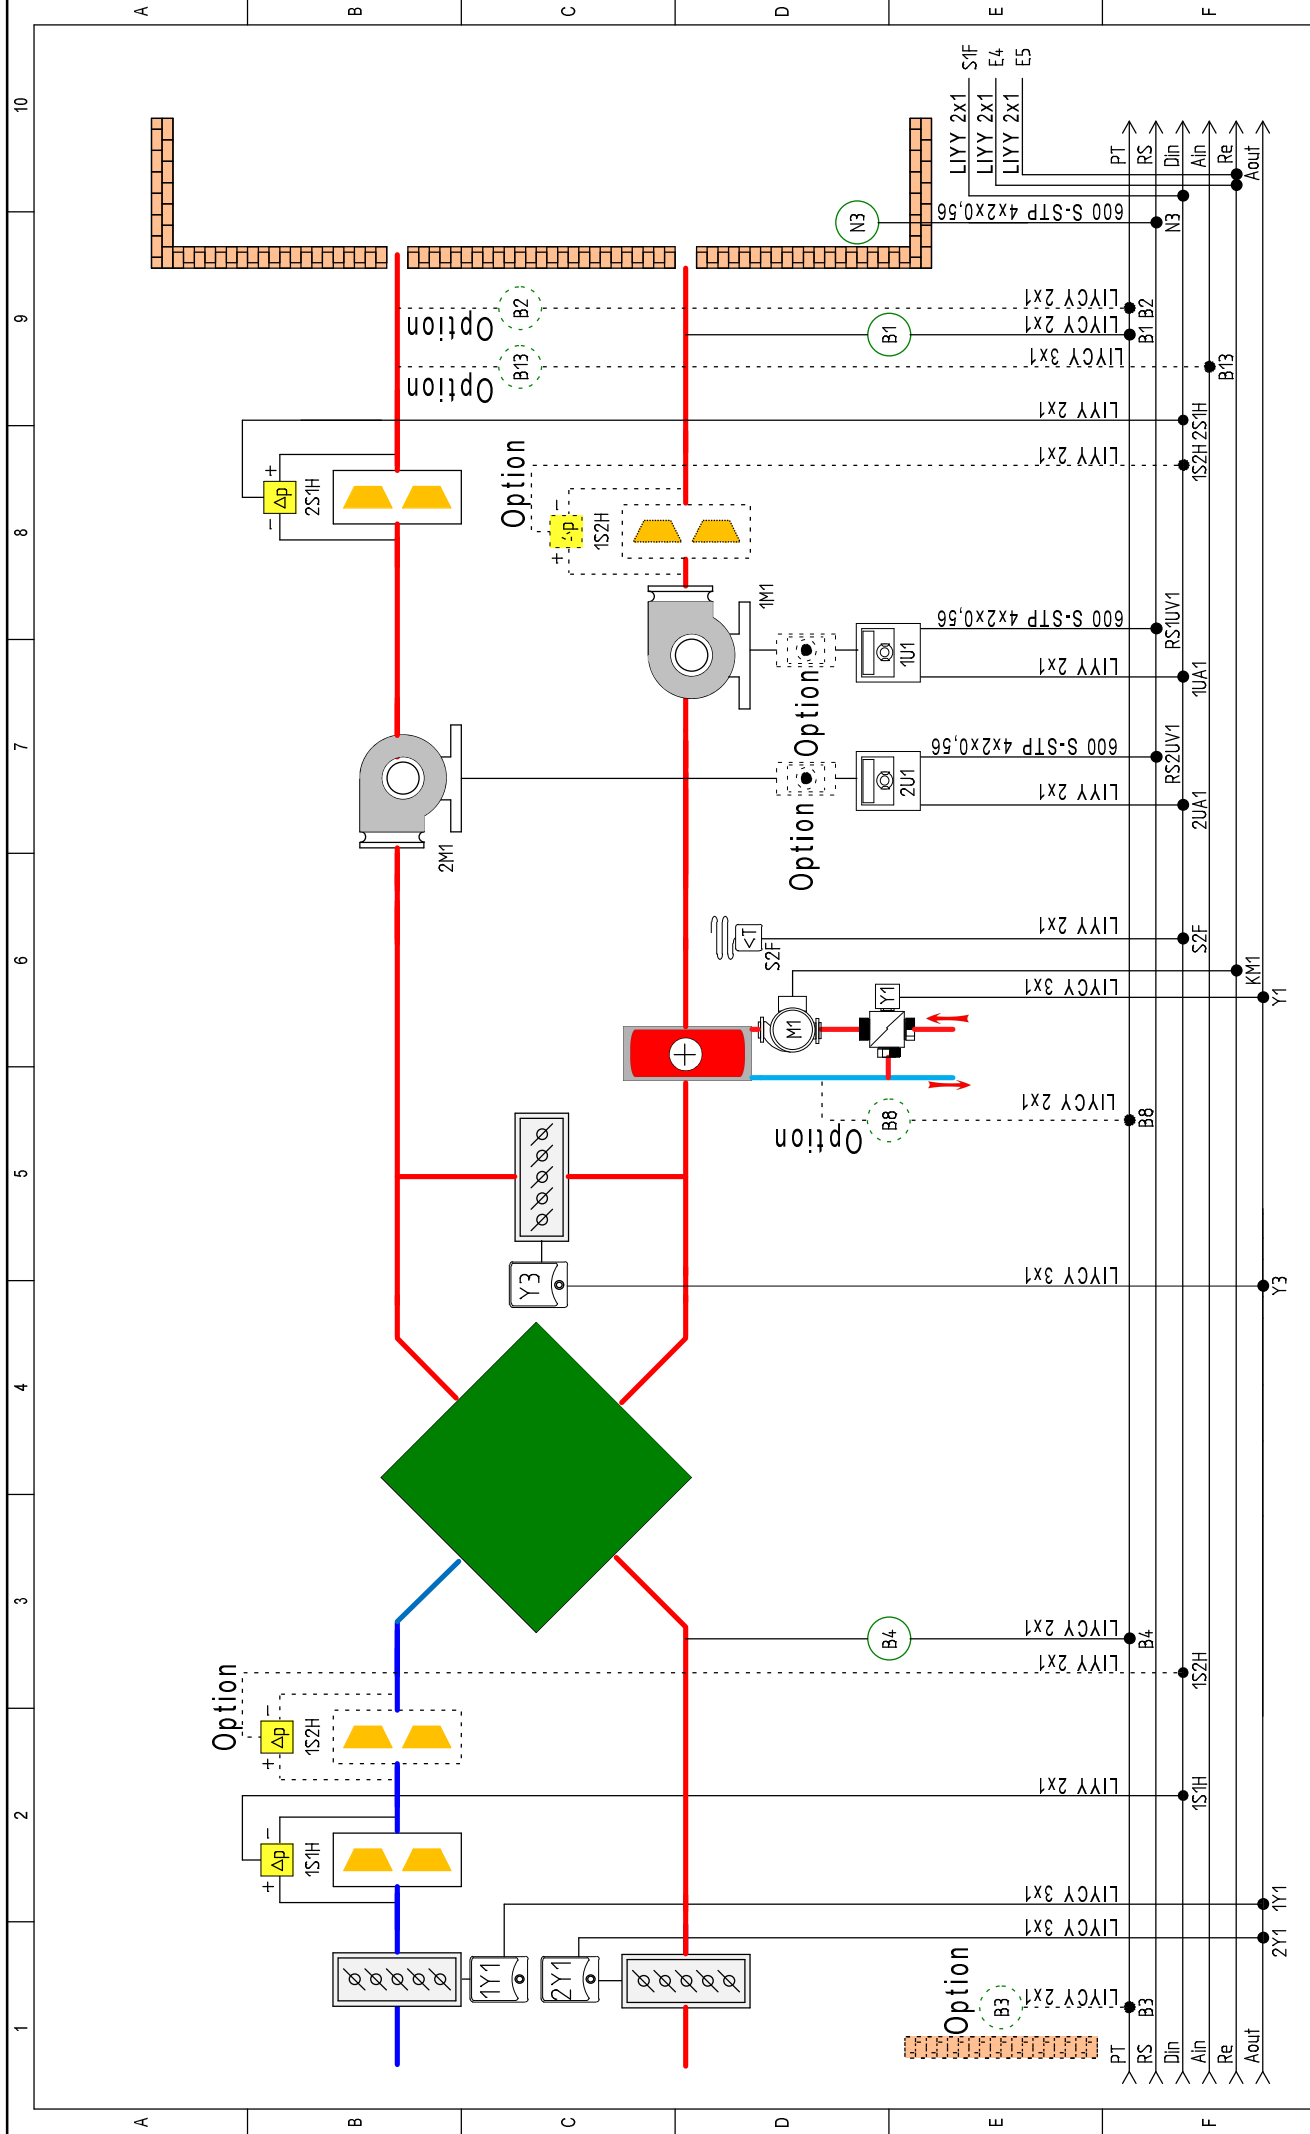 A
B
C
D
E
F
10
9
8
7
6
5
4
3
2
1
S1F
E4
E5
LIYY 2x1
LIYY 2x1
LIYY 2x1
PT
RS
Din
Ain
Re
Aout
N3
600 S-STP 4x2x0,56
N3
Option
B2
LIYCY 2x1
B2
B1
LIYCY 2x1
B1
Option
B13
LIYCY 3x1
B13
LIYY 2x1
2S1H
Δp
+
-
2S1H
Option
LIYY 2x1
1S2H
Δp
-
+
1S2H
1M1
Option
1U1
600 S-STP 4x2x0,56
RS1UV1
LIYY 2x1
1UA1
2M1
Option
2U1
600 S-STP 4x2x0,56
RS2UV1
LIYY 2x1
2UA1
<T
S2F
LIYY 2x1
S2F
KM1
M1
Y1
LIYCY 3x1
Y1
Option
B8
LIYCY 2x1
B8
Y3
LIYCY 3x1
Y3
B4
LIYCY 2x1
B4
Option
LIYY 2x1
1S2H
Δp
-
+
1S2H
LIYY 2x1
1S1H
Δp
-
+
1S1H
1Y1
LIYCY 3x1
1Y1
2Y1
LIYCY 3x1
2Y1
Option
B3
LIYCY 2x1
B3
PT
RS
Din
Ain
Re
Aout
A
B
C
D
E
F